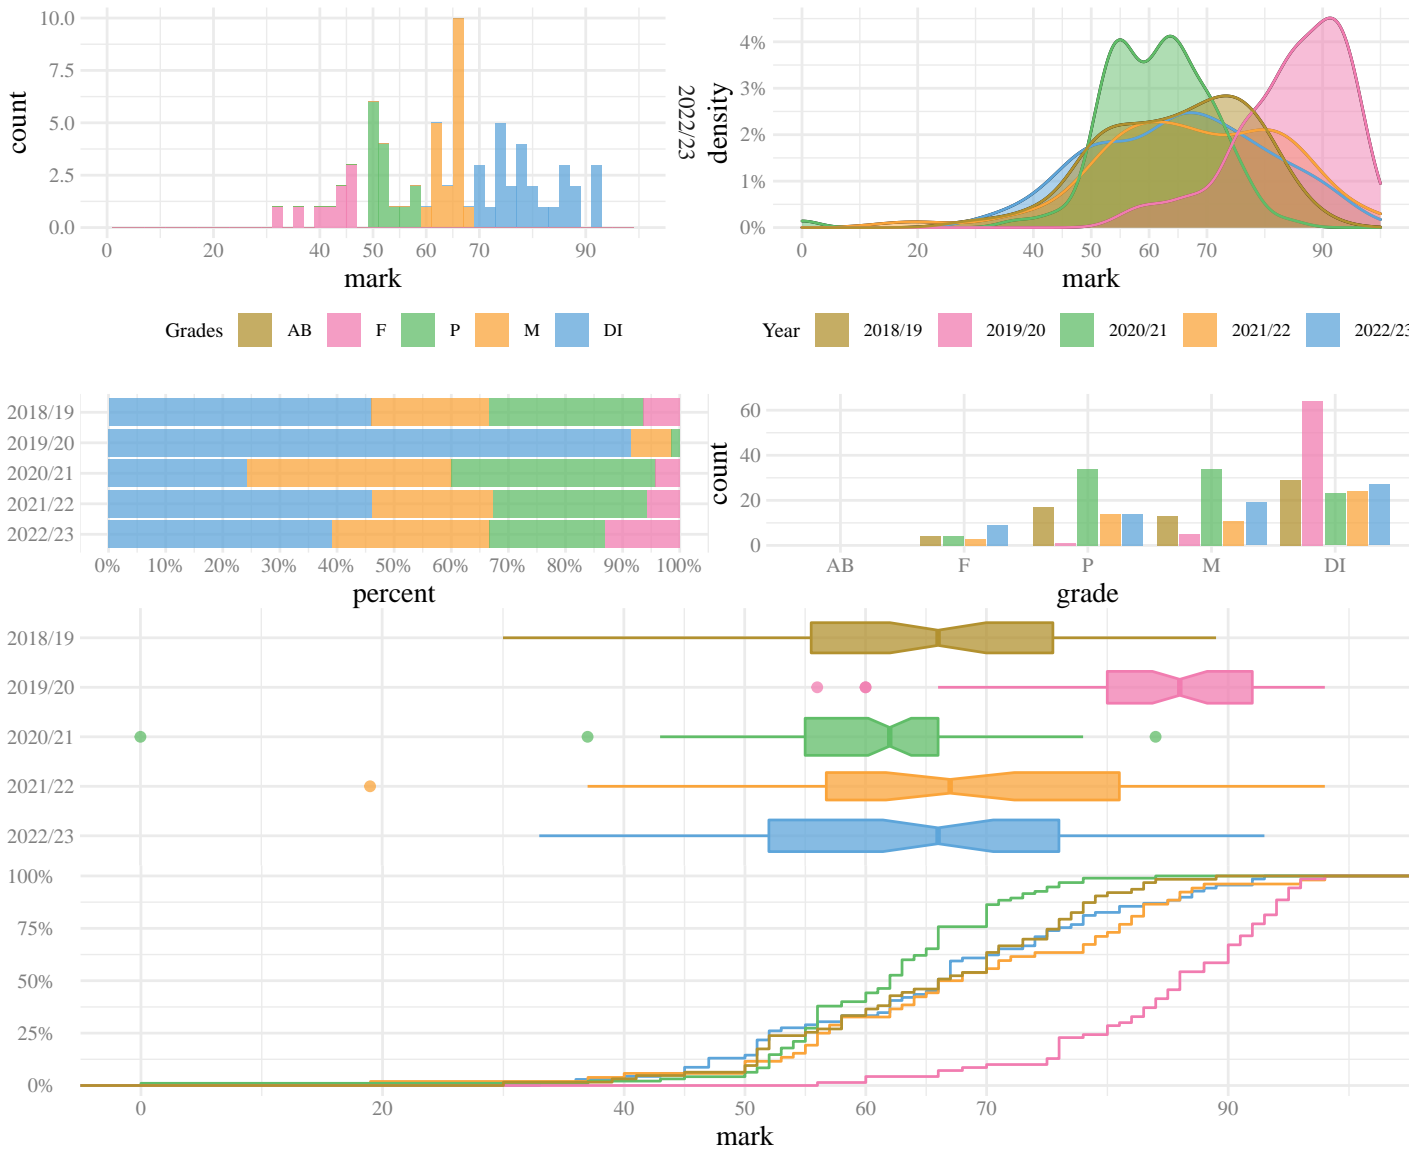 10.0
7.5
5.0
2.5
0.0
count
0 20 40 50 60 70 90
mark
2022/23
4%
3%
2%
1%
0%
density
0 20 40 50 60 70 90
mark
Grades AB F P M DI
Year 2018/19 2019/20 2020/21 2021/22 2022/23
2018/19
2019/20
2020/21
2021/22
2022/23
0% 10% 20% 30% 40% 50% 60% 70% 80% 90% 100%
percent
60
40
20
0
count
AB F P M DI
grade
2018/19
2019/20
2020/21
2021/22
2022/23
100%
75%
50%
25%
0%
0 20 40 50 60 70 90
mark